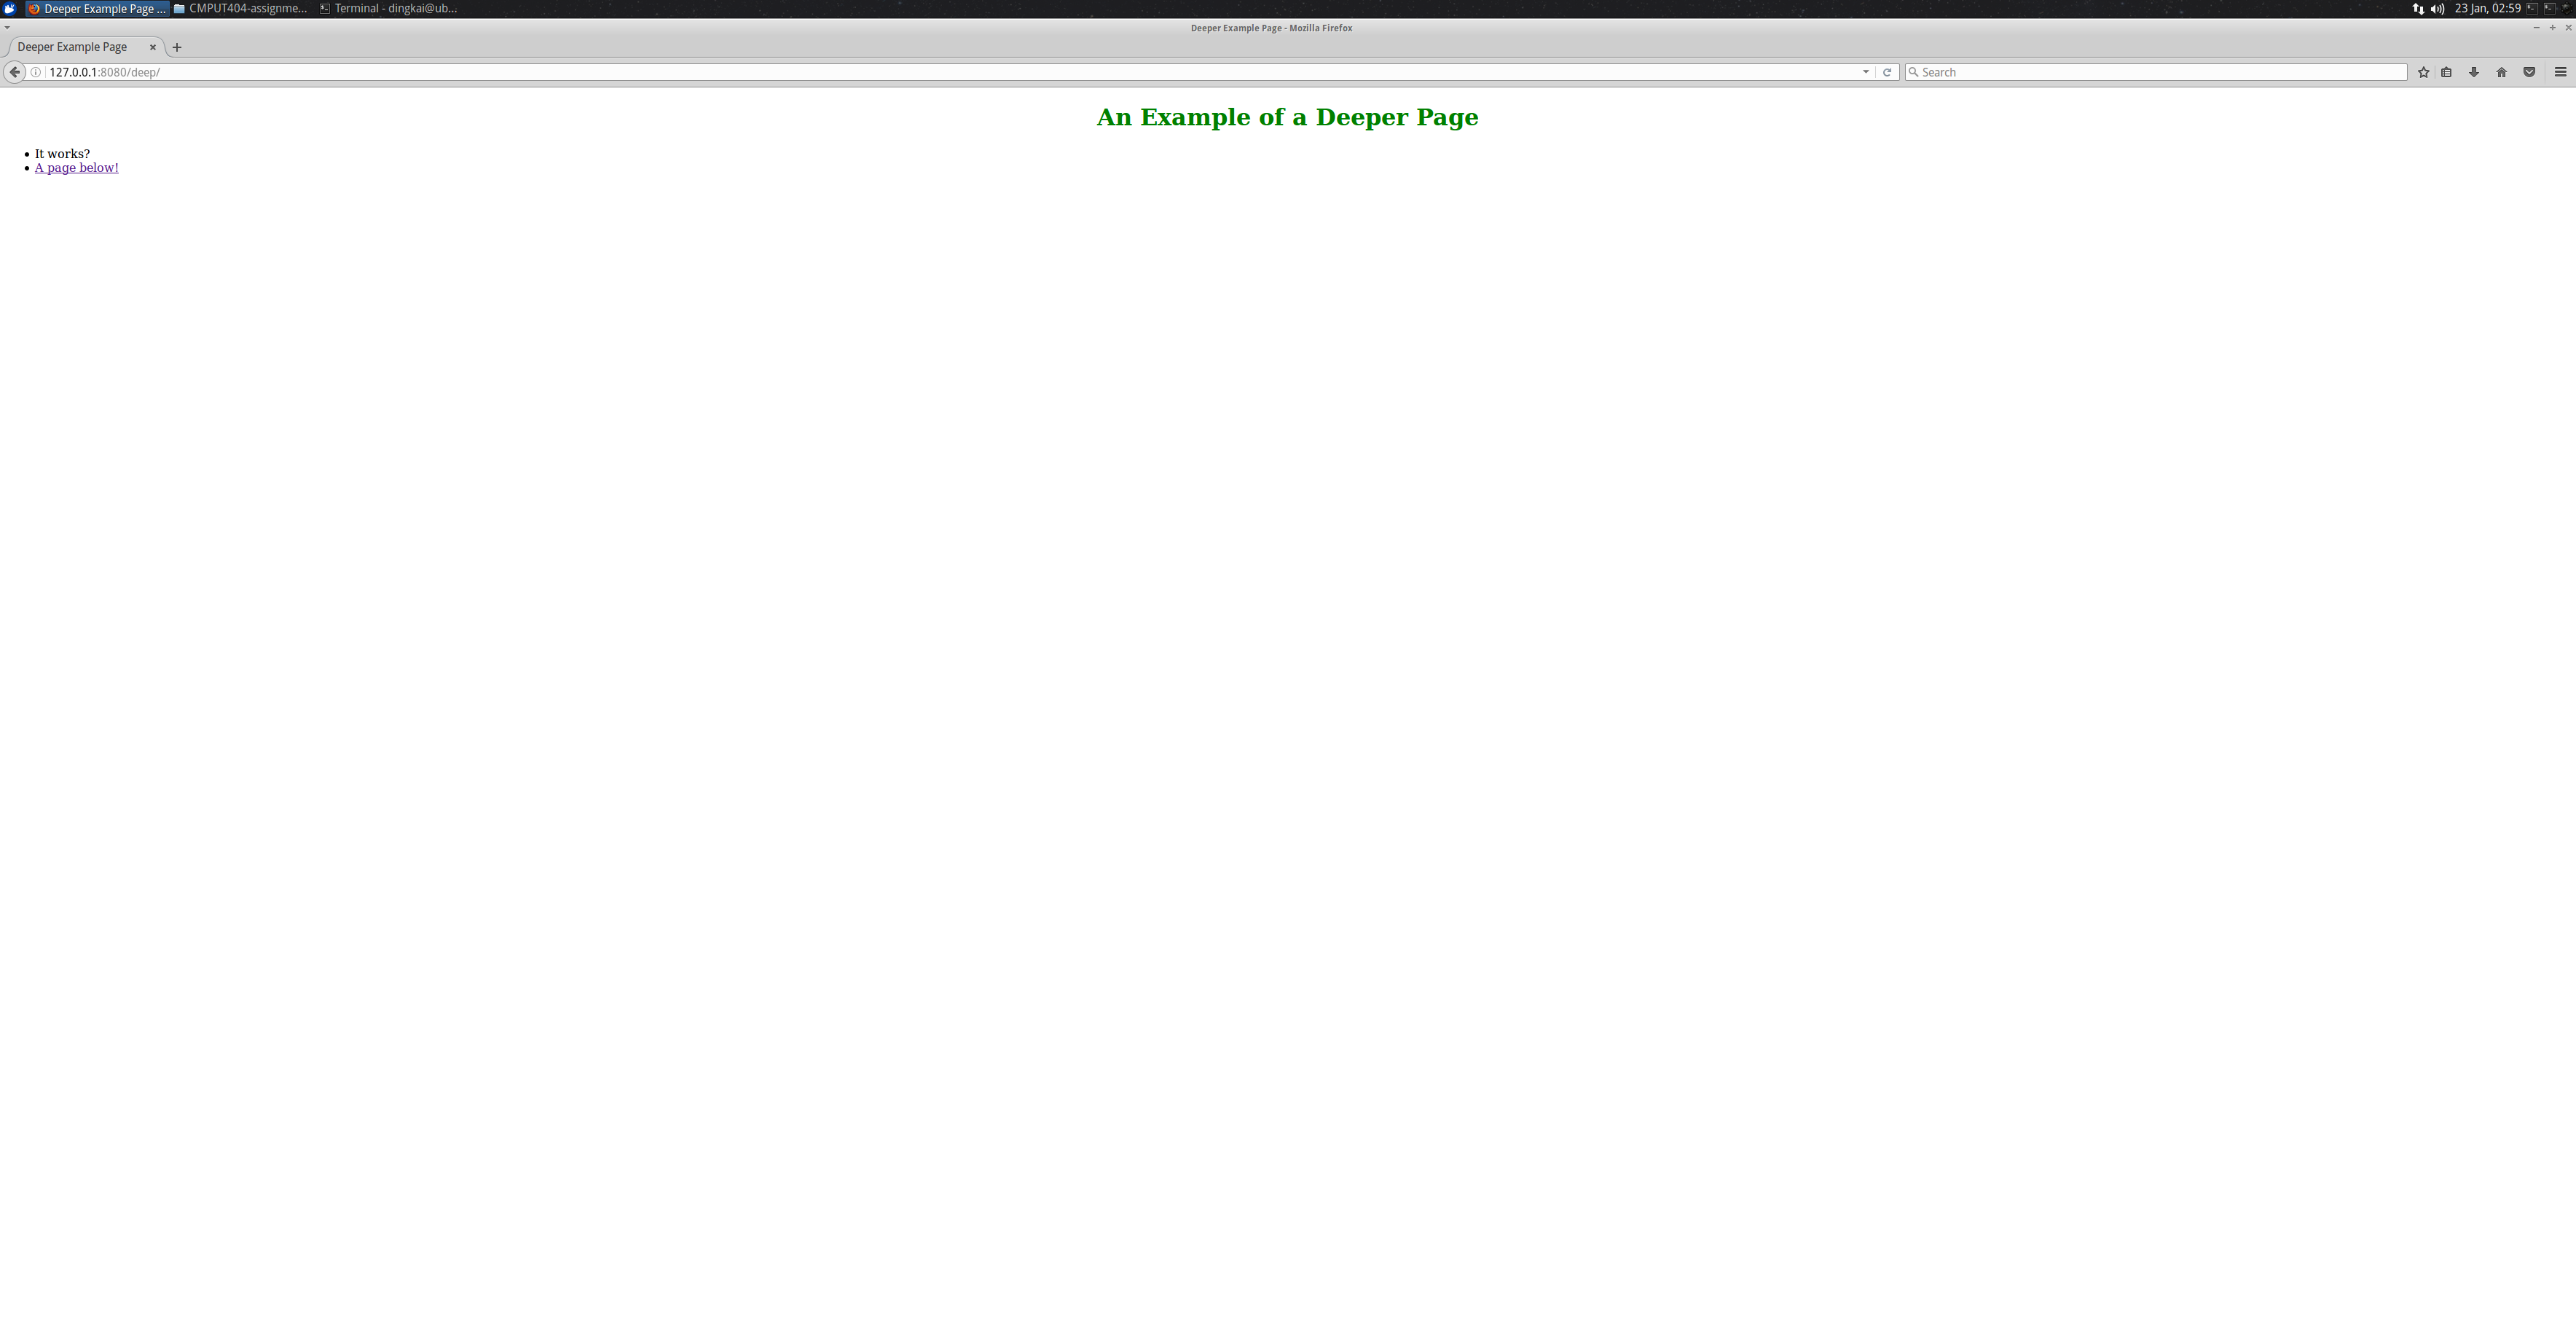 Deeper Example Page ... CMPUT404-assignme... Terminal - dingkai@ub... 23 Jan, 02:59
Deeper Example Page - Mozilla Firefox
Deeper Example Page
127.0.0.1:8080/deep/ Search
An Example of a Deeper Page
It works?
A page below!